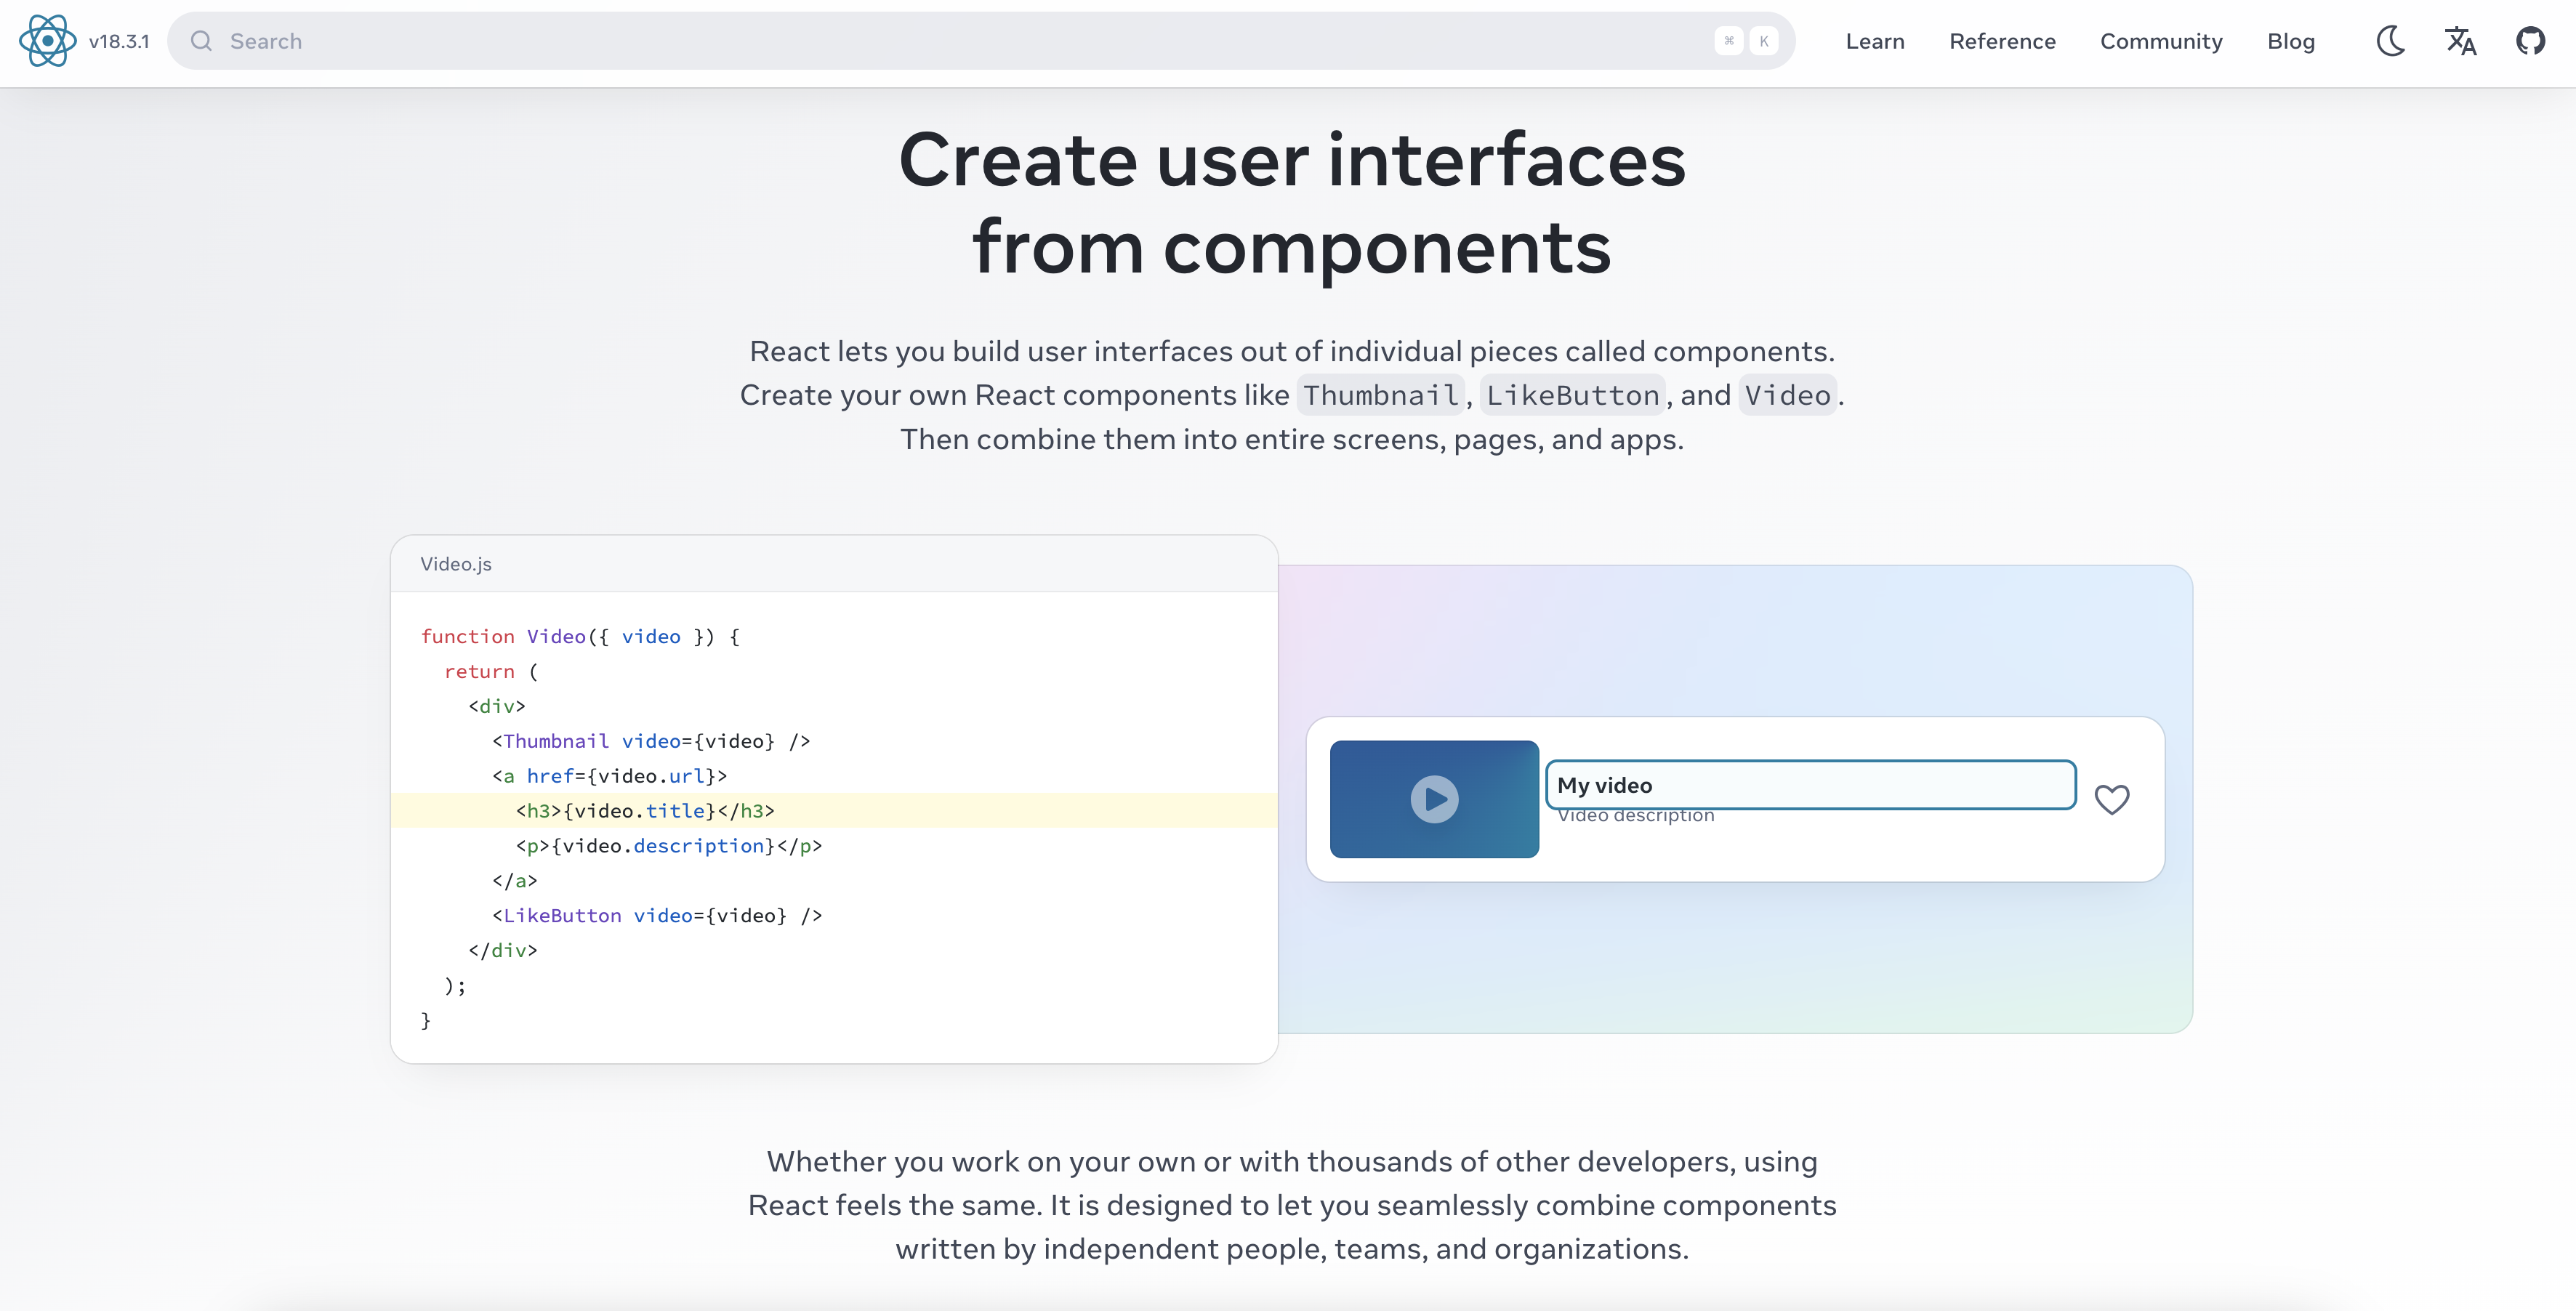 v18.3.1
Search
⌘ K
Learn
Reference
Community
Blog
Create user interfaces
from components
React lets you build user interfaces out of individual pieces called components.
Create your own React components like Thumbnail, LikeButton, and Video.
Then combine them into entire screens, pages, and apps.
Video.js
function Video({ video }) {
  return (
    <div>
      <Thumbnail video={video} />
      <a href={video.url}>
        <h3>{video.title}</h3>
        <p>{video.description}</p>
      </a>
      <LikeButton video={video} />
    </div>
  );
}
My video
Video description
Whether you work on your own or with thousands of other developers, using
React feels the same. It is designed to let you seamlessly combine components
written by independent people, teams, and organizations.